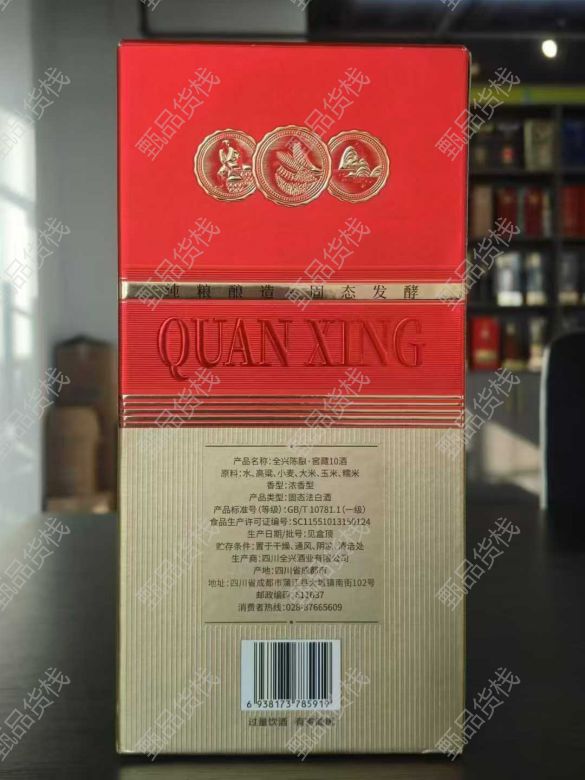 纯粮酿造 固态发酵
QUAN XING
产品名称：全兴陈酿·窖藏10酒
原料：水、高粱、小麦、大米、玉米、糯米
香型：浓香型
产品类型：固态法白酒
产品标准号(等级)：GB/T 10781.1(一级)
食品生产许可证编号：SC11551013150124
生产日期/批号：见盒顶
贮存条件：置于干燥、通风、阴凉、清洁处
生产商：四川全兴酒业有限公司
产地：四川省成都市
地址：四川省成都市蒲江县大塘镇南街102号
邮政编码：611637
消费者热线：028-87665609
6 938173 785919
过量饮酒 有害健康
甄品货栈